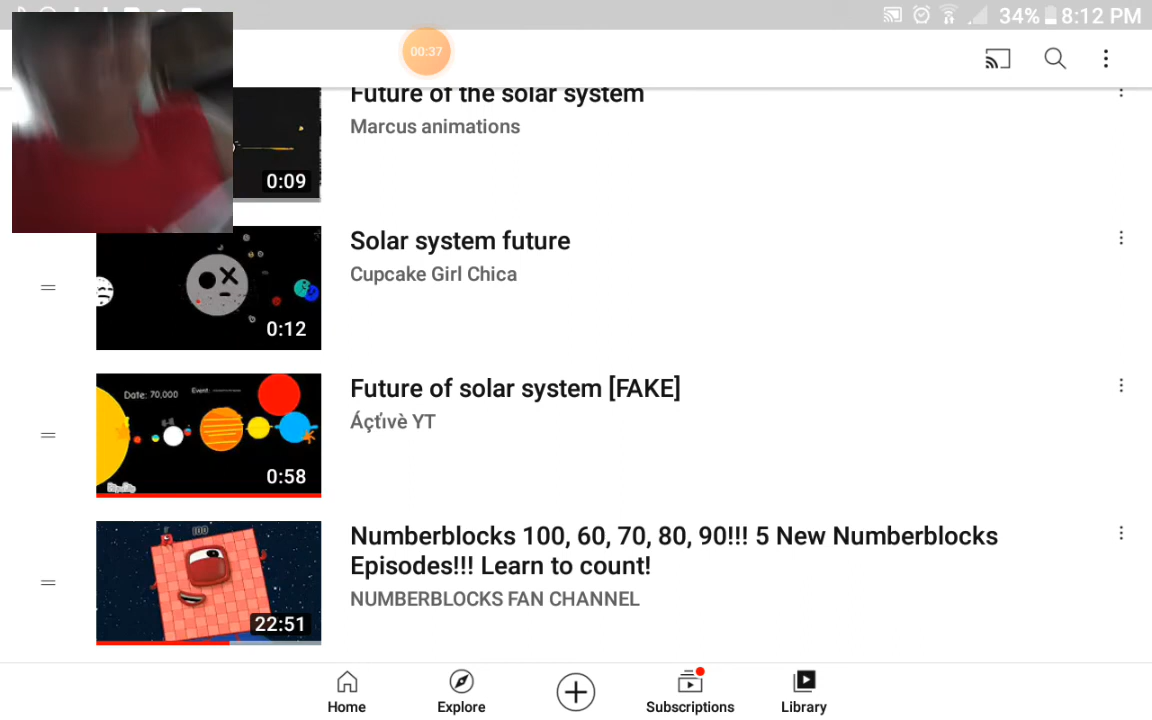 34% 8:12 PM
00:37
Future of the solar system
Marcus animations
0:09
Solar system future
Cupcake Girl Chica
0:12
Date: 70,000
Future of solar system [FAKE]
Áçťıvè YT
0:58
100
Numberblocks 100, 60, 70, 80, 90!!! 5 New Numberblocks
Episodes!!! Learn to count!
NUMBERBLOCKS FAN CHANNEL
22:51
Home
Explore
Subscriptions
Library